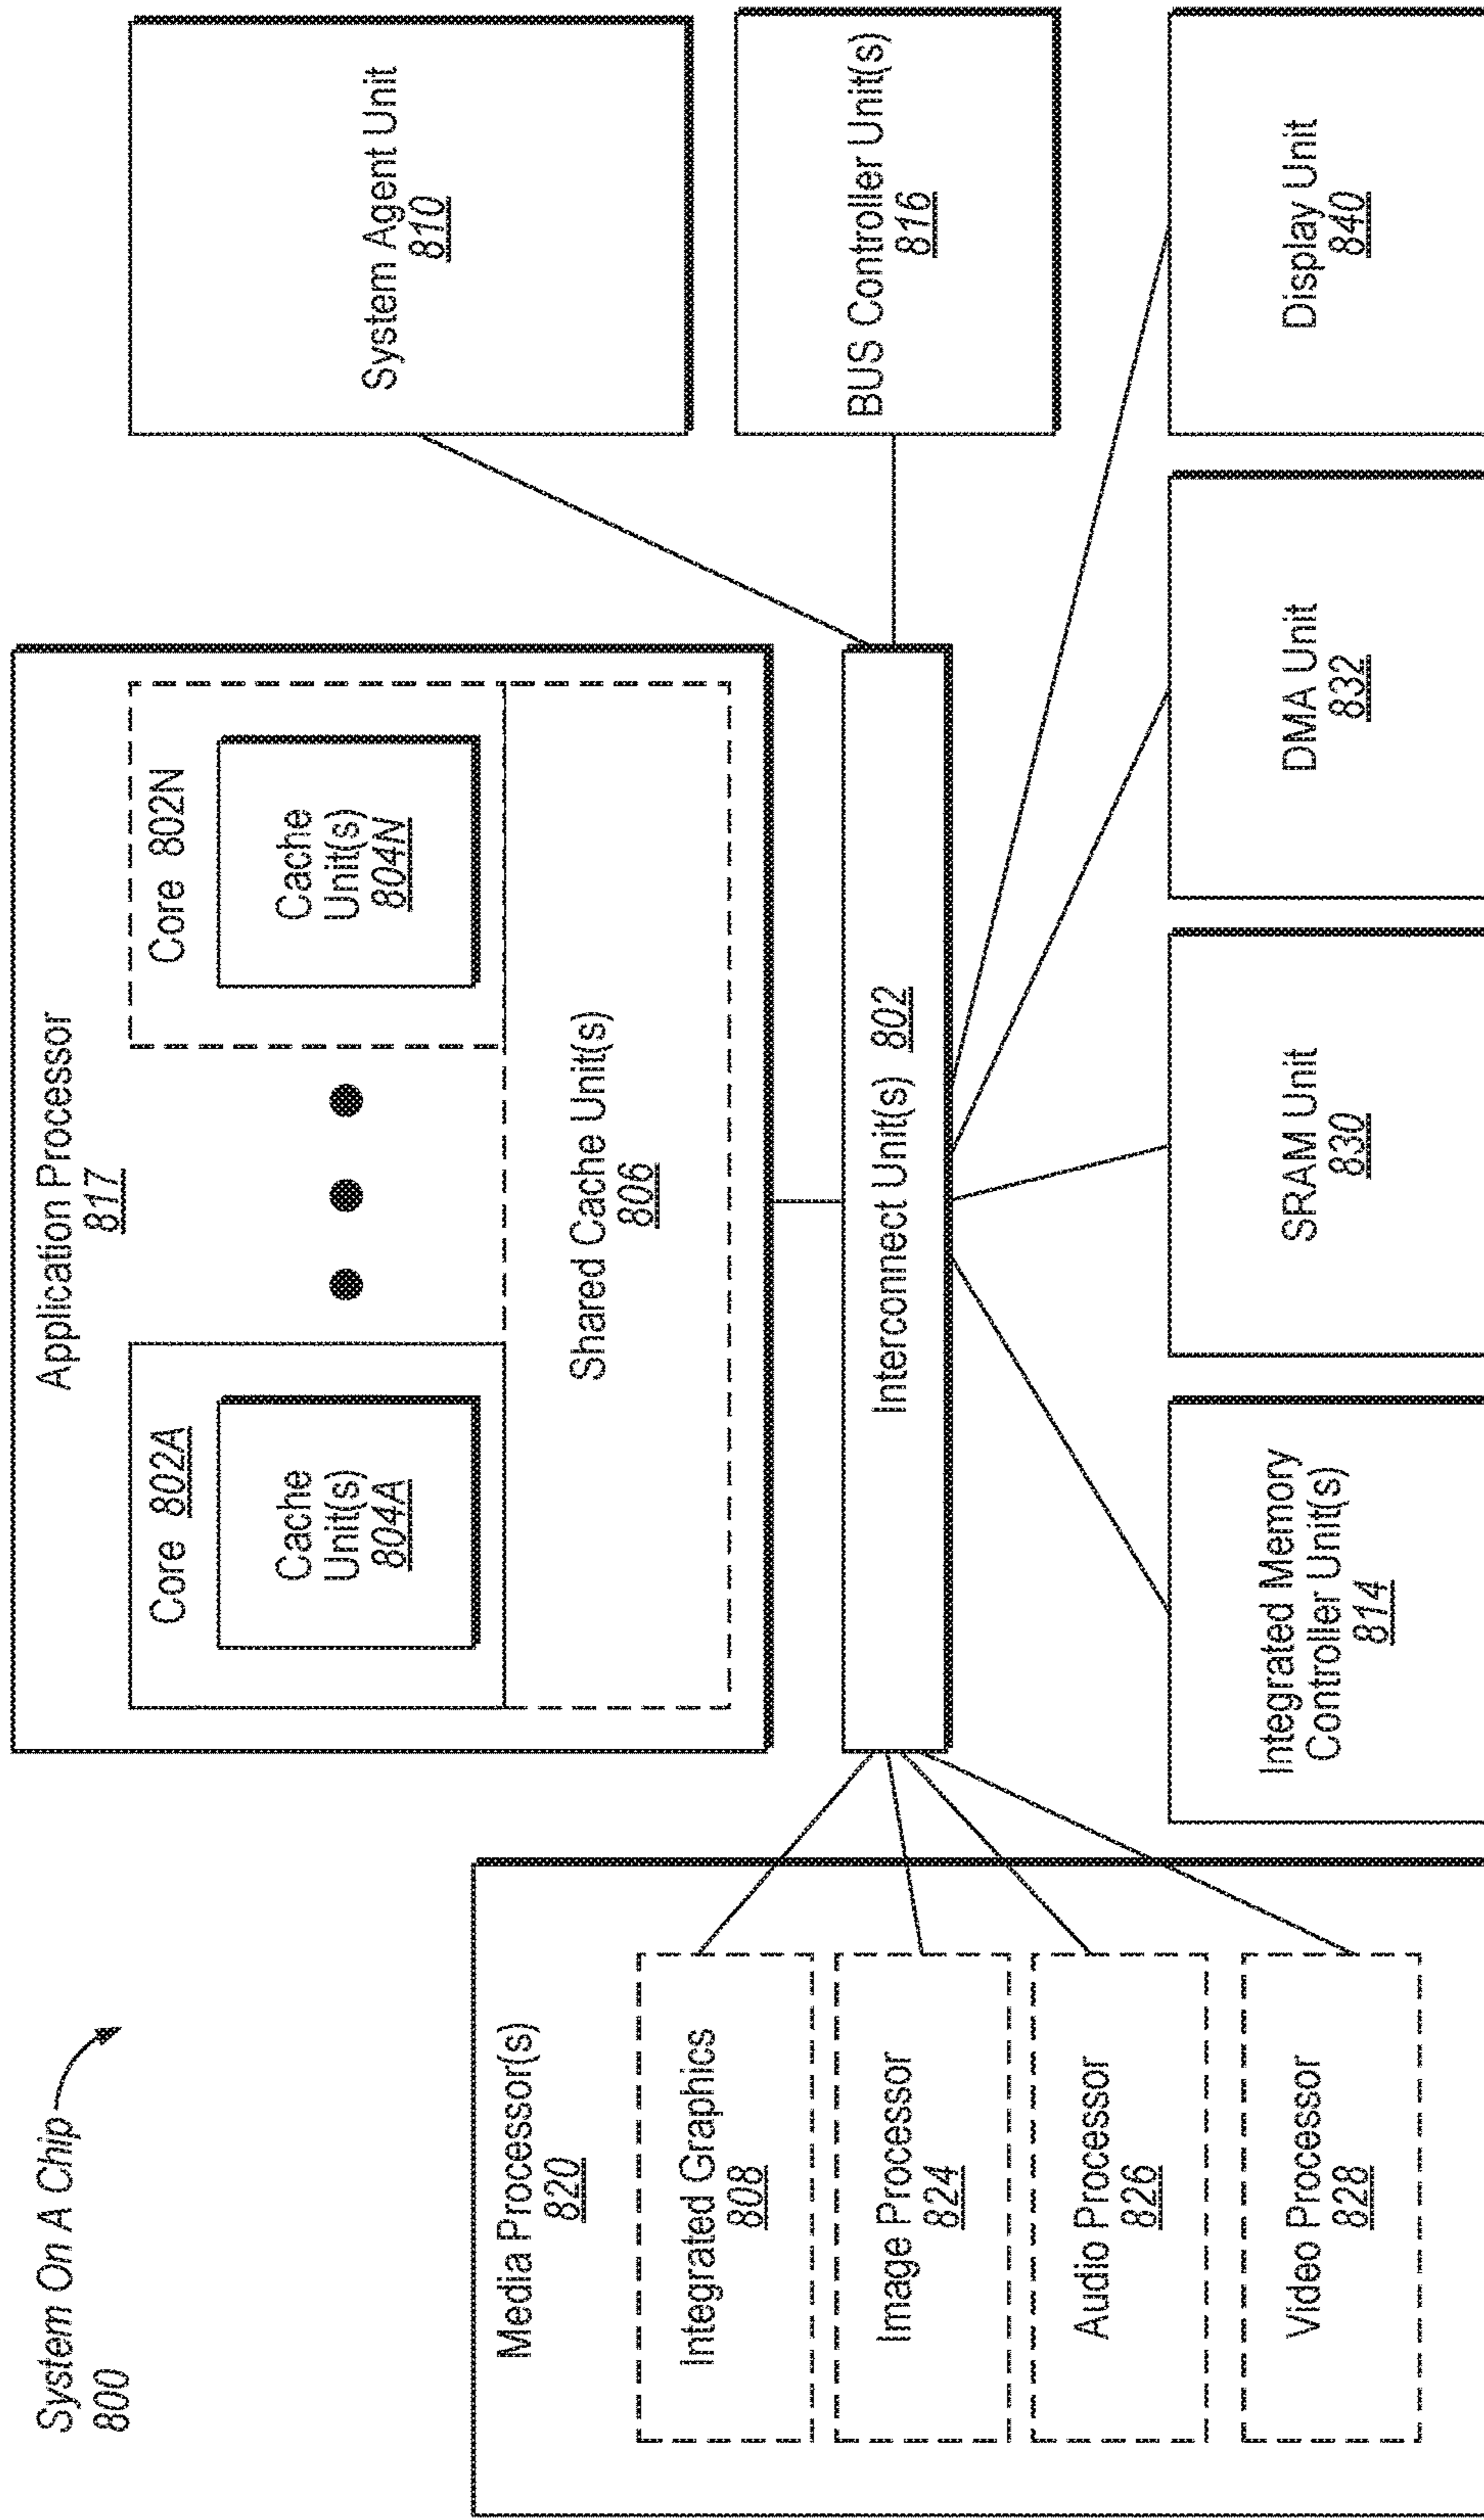 System On A Chip
800
Application Processor
817
Core 802A
Cache
Unit(s)
804A
Core 802N
Cache
Unit(s)
804N
Shared Cache Unit(s)
806
System Agent Unit
810
Media Processor(s)
820
Integrated Graphics
808
Image Processor
824
Audio Processor
826
Video Processor
828
Interconnect Unit(s) 802
BUS Controller Unit(s)
816
Integrated Memory
Controller Unit(s)
814
SRAM Unit
830
DMA Unit
832
Display Unit
840